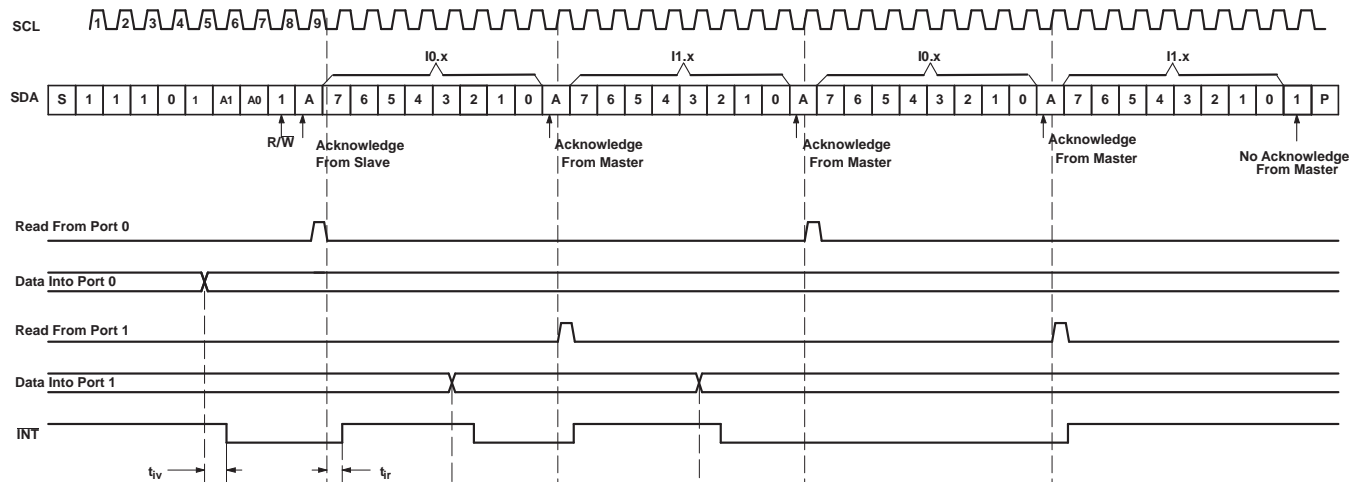 SCL 1 2 3 4 5 6 7 8 9
I0.x I1.x I0.x I1.x
SDA S 1 1 1 0 1 A1 A0 1 A 7 6 5 4 3 2 1 0 A 7 6 5 4 3 2 1 0 A 7 6 5 4 3 2 1 0 A 7 6 5 4 3 2 1 0 1 P
R/W
Acknowledge
From Slave
Acknowledge
From Master
Acknowledge
From Master
Acknowledge
From Master
No Acknowledge
From Master
Read From Port 0
Data Into Port 0
Read From Port 1
Data Into Port 1
INT
tiv
tir